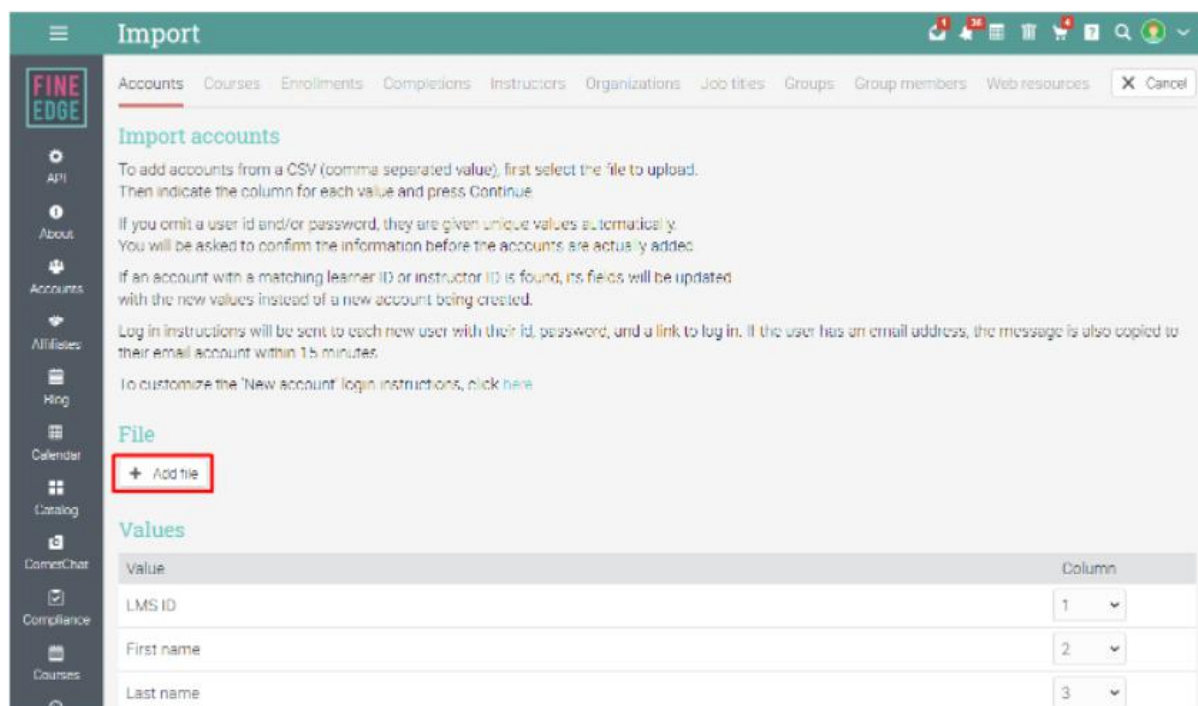 Import
1
36
4
Accounts Courses Enrollments Completions Instructors Organizations Job titles Groups Group members Web resources Cancel
FINE
EDGE
API
About
Accounts
Affiliates
Blog
Calendar
Catalog
CornerChat
Compliance
Courses
Import accounts
To add accounts from a CSV (comma separated value), first select the file to upload.
Then indicate the column for each value and press Continue
If you omit a user id and/or password, they are given unique values automatically.
You will be asked to confirm the information before the accounts are actually added
If an account with a matching learner ID or instructor ID is found, its fields will be updated
with the new values instead of a new account being created.
Log in instructions will be sent to each new user with their id, password, and a link to log in. If the user has an email address, the message is also copied to
their email account within 15 minutes
To customize the 'New account' login instructions, click here
File
+ Add file
Values
Value Column
LMS ID 1
First name 2
Last name 3